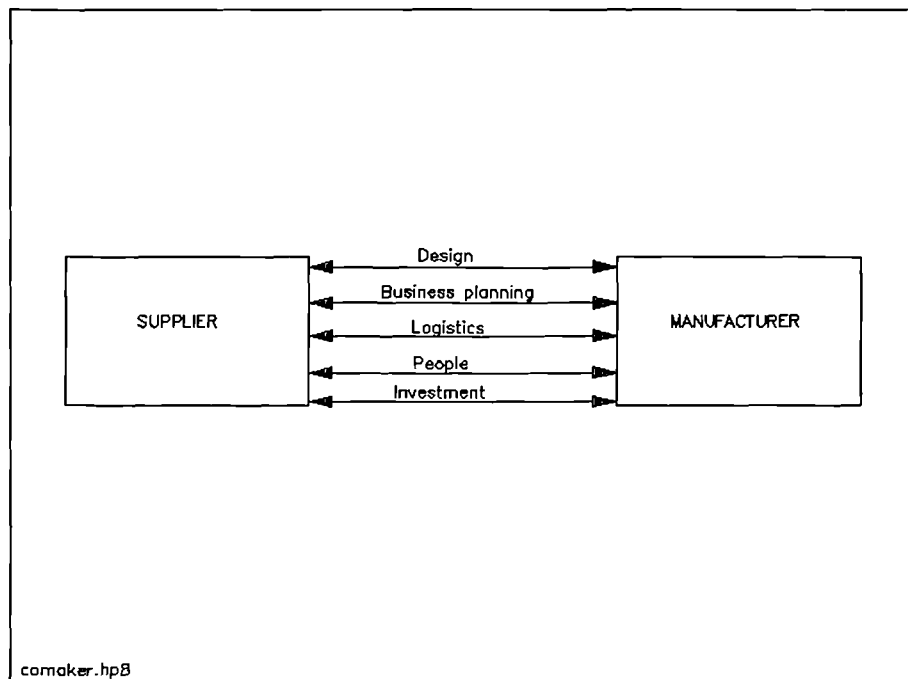 Design
Business planning
SUPPLIER
MANUFACTURER
Logistics
People
Investment
comaker.hp8